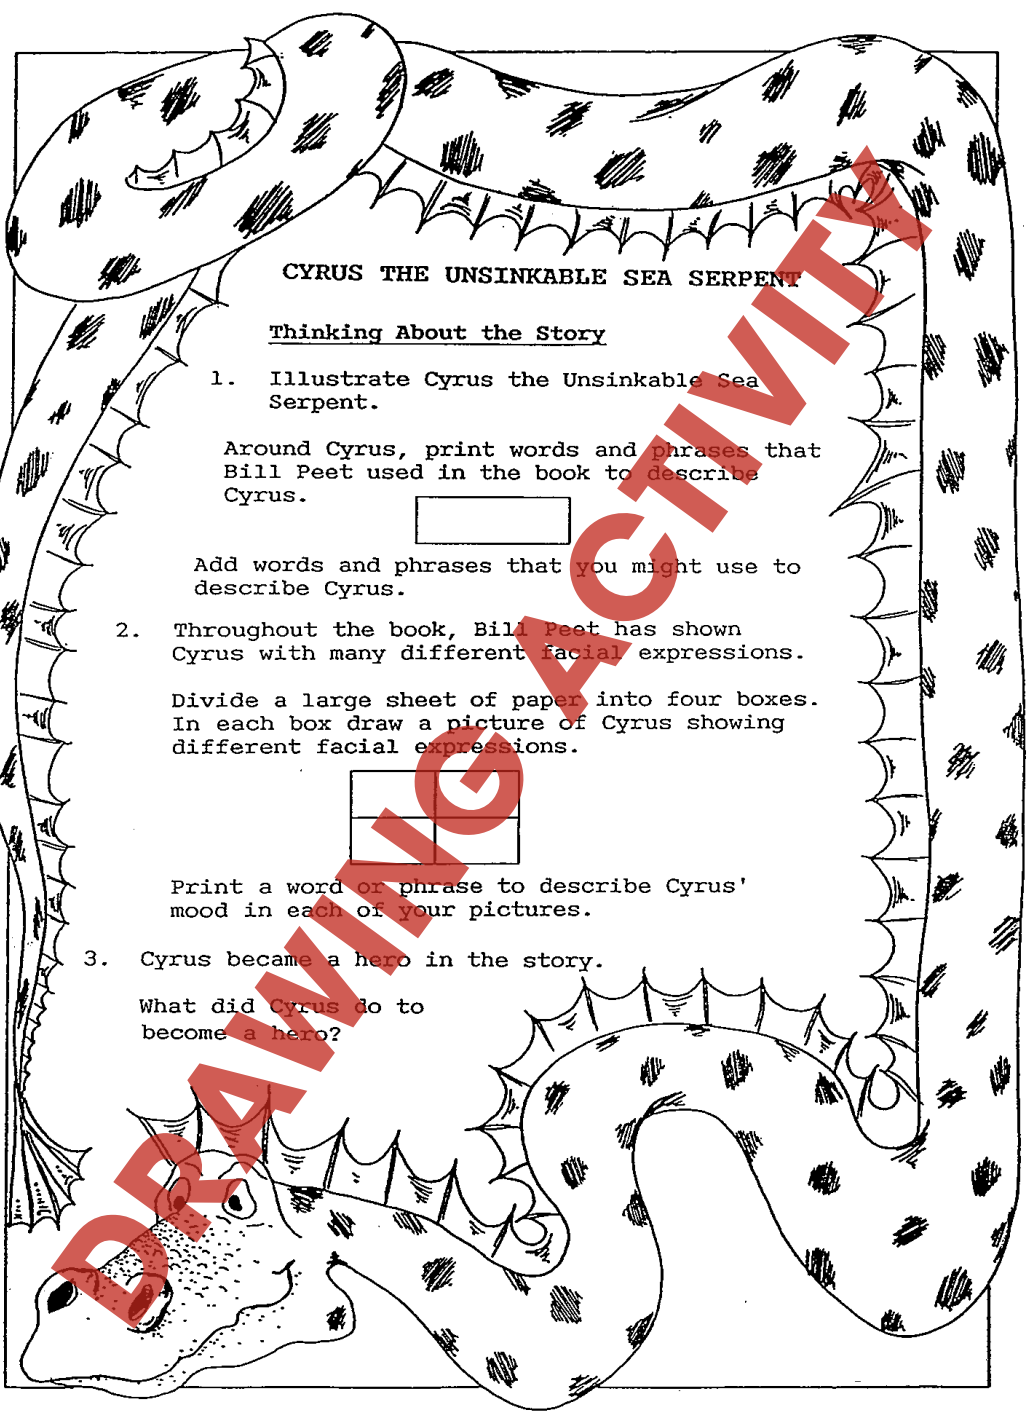 CYRUS THE UNSINKABLE SEA SERPENT
Thinking About the Story
1. Illustrate Cyrus the Unsinkable Sea
Serpent.
Around Cyrus, print words and phrases that
Bill Peet used in the book to describe
Cyrus.
Add words and phrases that you might use to
describe Cyrus.
2. Throughout the book, Bill Peet has shown
Cyrus with many different facial expressions.
Divide a large sheet of paper into four boxes.
In each box draw a picture of Cyrus showing
different facial expressions.
Print a word or phrase to describe Cyrus'
mood in each of your pictures.
3. Cyrus became a hero in the story.
What did Cyrus do to
become a hero?
DRAWING ACTIVITY